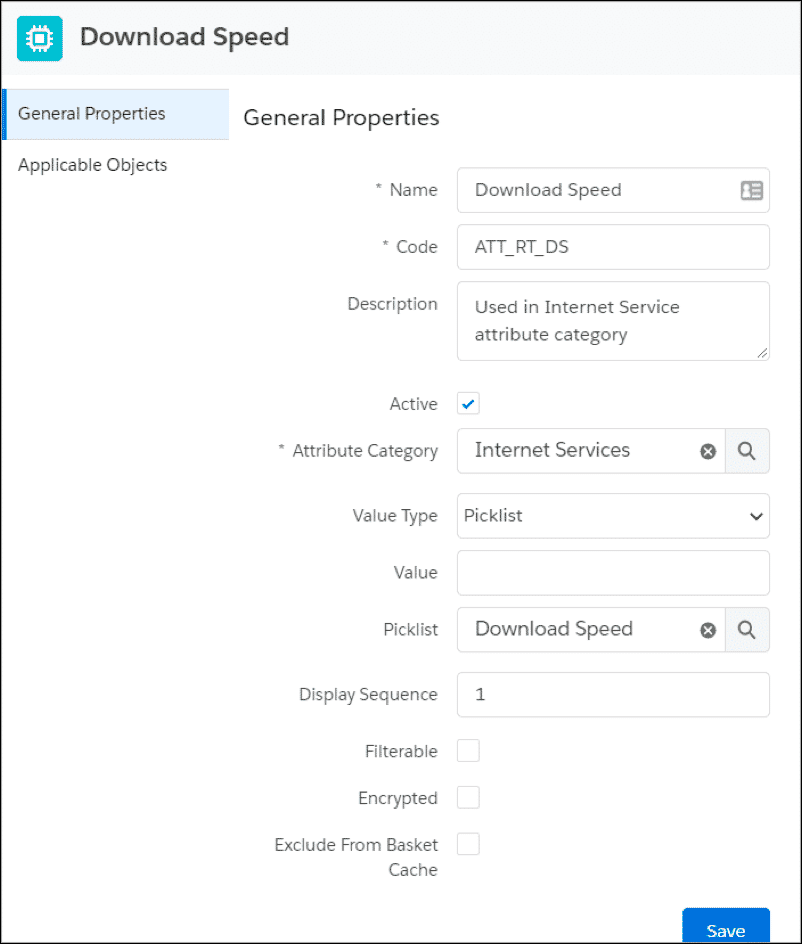 Download Speed
General Properties
Applicable Objects
General Properties
* Name Download Speed
* Code ATT_RT_DS
Description Used in Internet Service
attribute category
Active
* Attribute Category Internet Services
Value Type Picklist
Value
Picklist Download Speed
Display Sequence 1
Filterable
Encrypted
Exclude From Basket
Cache
Save